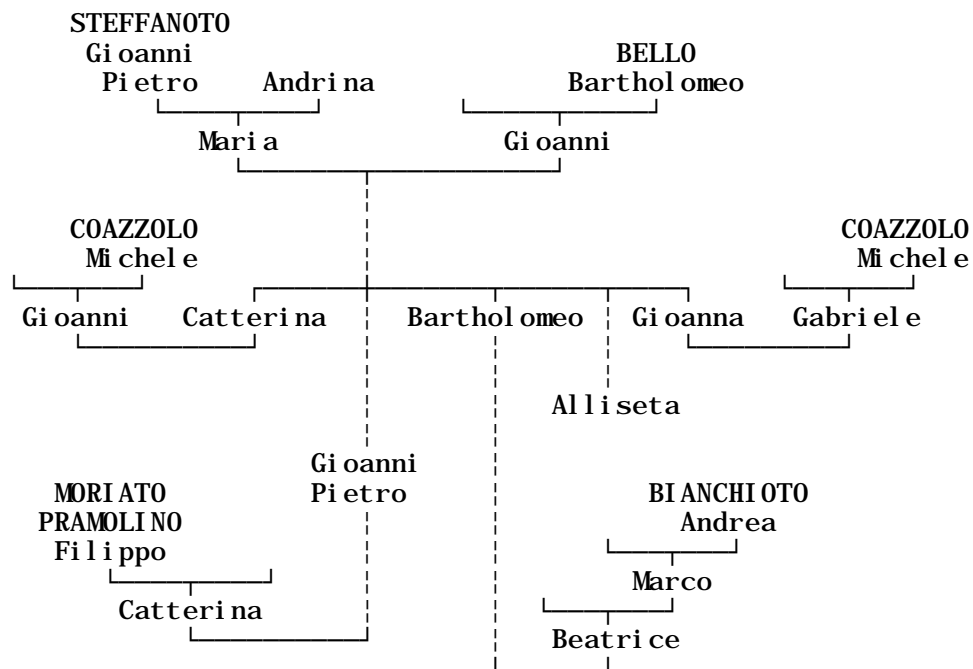 STEFFANOTO
Gioanni BELLO
Pietro Andrina Bartholomeo
Maria Gioanni
COAZZOLO COAZZOLO
Michele Michele
Gioanni Catterina Bartholomeo Gioanna Gabriele
Alliseta
Gioanni
MORIATO Pietro BIANCHIOTO
PRAMOLINO Andrea
Filippo
Marco
Catterina
Beatrice